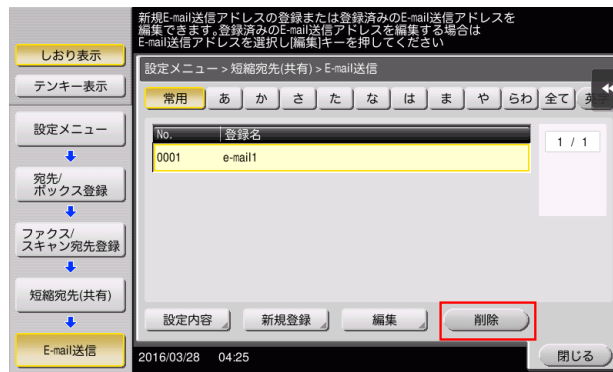 新規E-mail送信アドレスの登録または登録済みのE-mail送信アドレスを
編集できます｡登録済みのE-mail送信アドレスを編集する場合は
E-mail送信アドレスを選択し[編集]キーを押してください
しおり表示
テンキー表示
設定メニュー
宛先/
ボックス登録
ファクス/
スキャン宛先登録
短縮宛先(共有)
E-mail送信
設定メニュー>短縮宛先(共有)>E-mail送信
常用 あ か さ た な は ま や らわ 全て 英
No. 登録名
0001 e-mail1
1 / 1
設定内容 新規登録 編集 削除
2016/03/28 04:25 閉じる